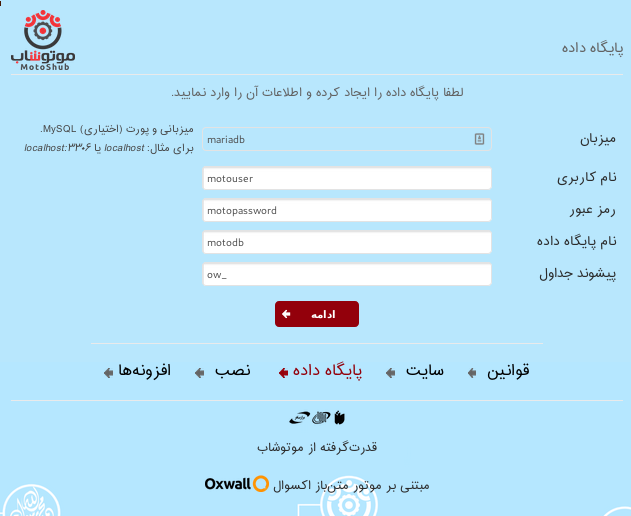 موتوشاب
MotoShub
پایگاه داده
لطفا پایگاه داده را ایجاد کرده و اطلاعات آن را وارد نمایید.
میزبان
mariadb
میزبانی و پورت (اختیاری) MySQL.
برای مثال: localhost یا localhost:۳۳۰۶
نام کاربری
motouser
رمز عبور
motopassword
نام پایگاه داده
motodb
پیشوند جداول
ow_
ادامه
قوانین سایت پایگاه داده نصب افزونه‌ها
قدرت‌گرفته از موتوشاب
مبتنی بر موتور متن‌باز اکسوال Oxwall